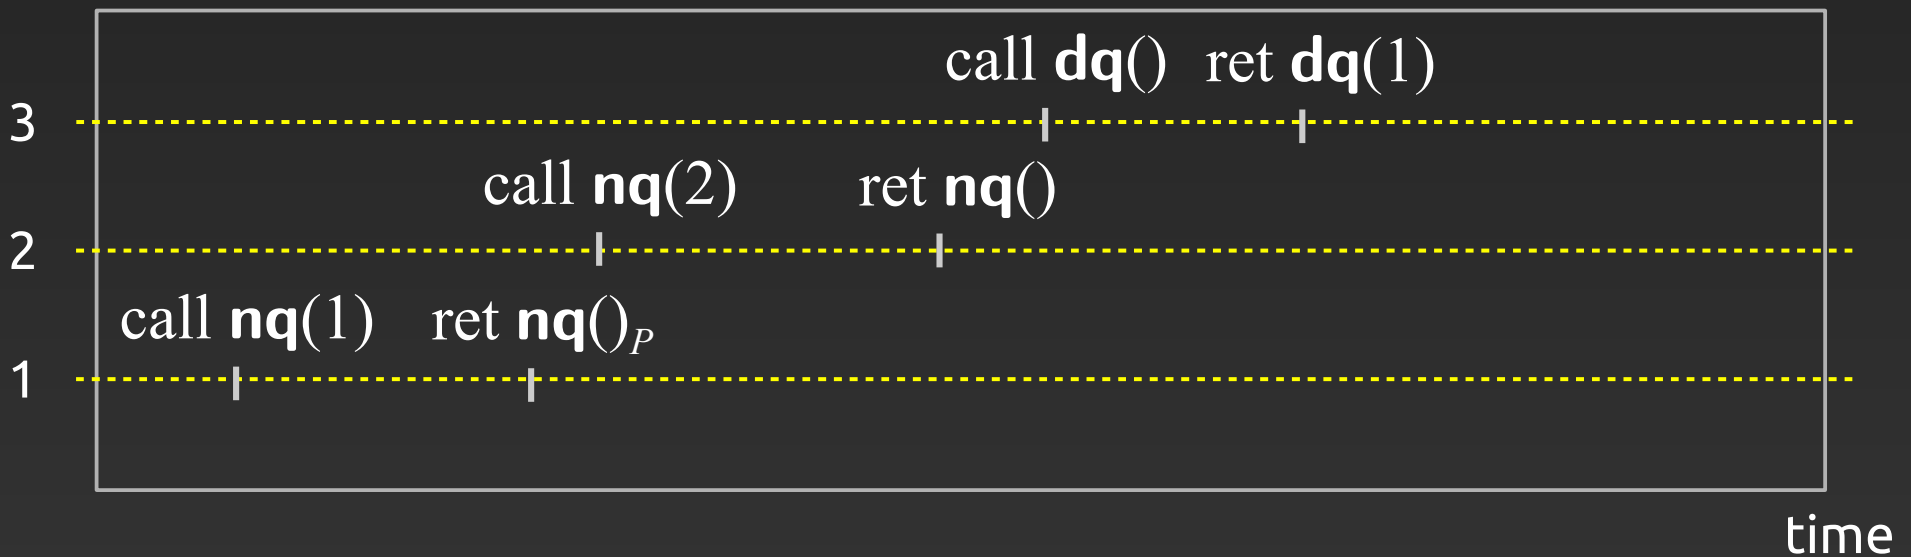 call dq() ret dq(1)
3
call nq(2) ret nq()
2
call nq(1) ret nq()P
1
time